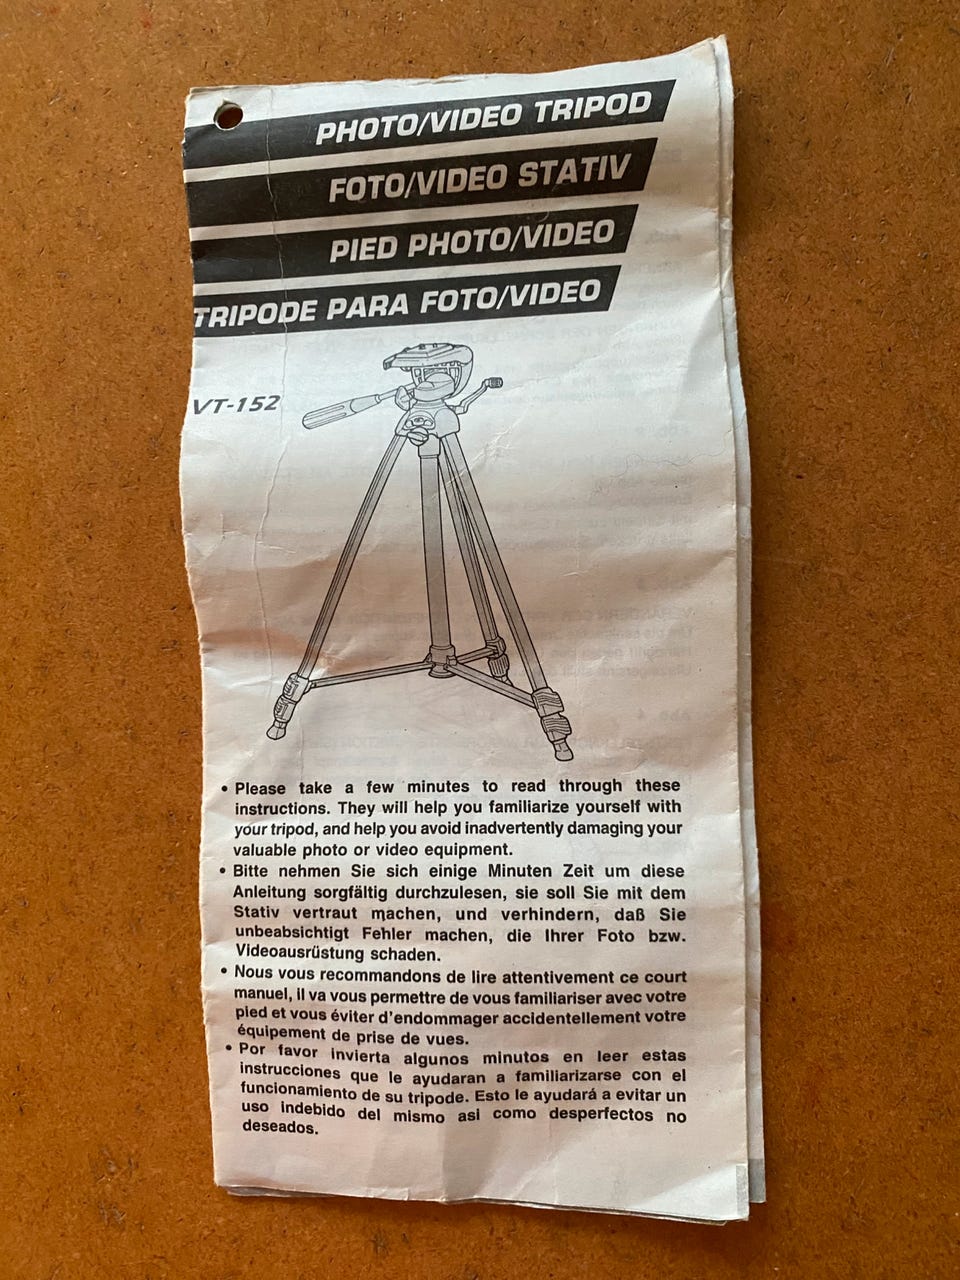 PHOTO/VIDEO TRIPOD
FOTO/VIDEO STATIV
PIED PHOTO/VIDEO
TRIPODE PARA FOTO/VIDEO
VT-152
• Please take a few minutes to read through these
instructions. They will help you familiarize yourself with
your tripod, and help you avoid inadvertently damaging your
valuable photo or video equipment.
• Bitte nehmen Sie sich einige Minuten Zeit um diese
Anleitung sorgfältig durchzulesen, sie soll Sie mit dem
Stativ vertraut machen, und verhindern, daß Sie
unbeabsichtigt Fehler machen, die Ihrer Foto bzw.
Videoausrüstung schaden.
• Nous vous recommandons de lire attentivement ce court
manuel, il va vous permettre de vous familiariser avec votre
pied et vous éviter d'endommager accidentellement votre
équipement de prise de vues.
• Por favor invierta algunos minutos en leer estas
instrucciones que le ayudaran a familiarizarse con el
funcionamiento de su tripode. Esto le ayudará a evitar un
uso indebido del mismo asi como desperfectos no
deseados.